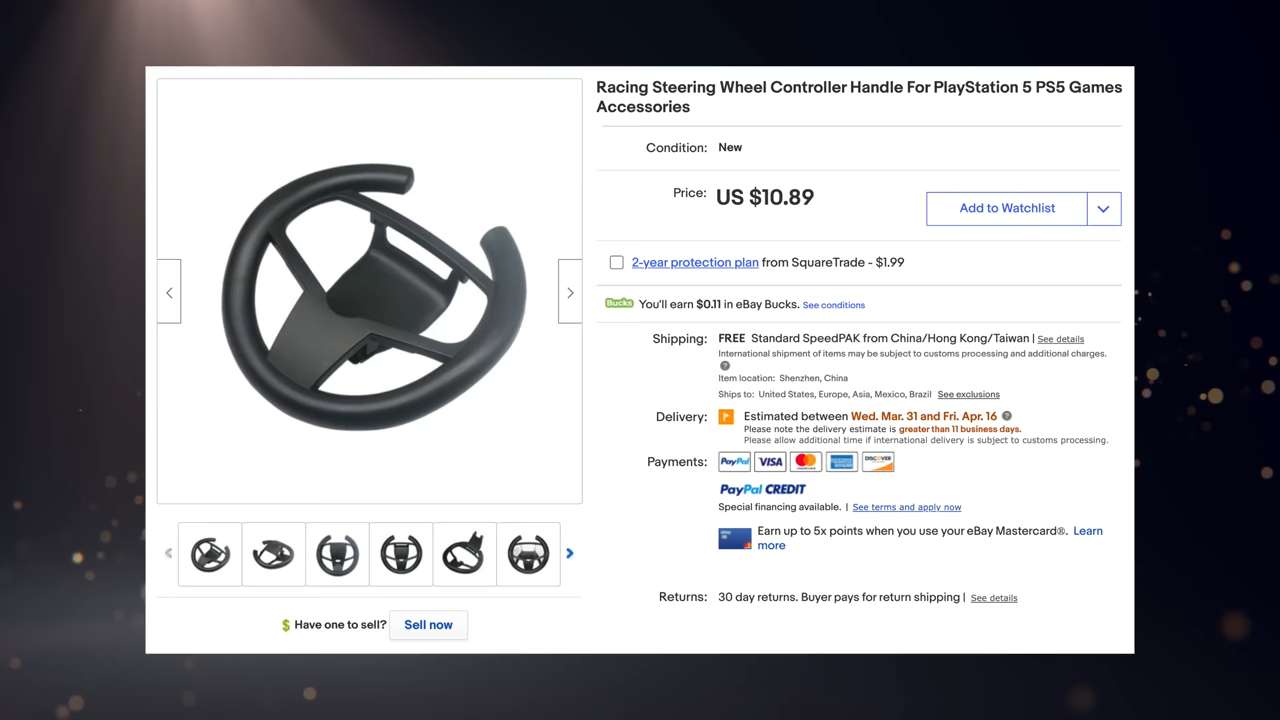 Racing Steering Wheel Controller Handle For PlayStation 5 PS5 Games
Accessories
Condition: New
Price: US $10.89
Add to Watchlist
2-year protection plan from SquareTrade - $1.99
Bucks You'll earn $0.11 in eBay Bucks. See conditions
Shipping: FREE Standard SpeedPAK from China/Hong Kong/Taiwan | See details
International shipment of items may be subject to customs processing and additional charges.
?
Item location: Shenzhen, China
Ships to: United States, Europe, Asia, Mexico, Brazil See exclusions
Delivery: Estimated between Wed. Mar. 31 and Fri. Apr. 16 ?
Please note the delivery estimate is greater than 11 business days.
Please allow additional time if international delivery is subject to customs processing.
Payments: PayPal VISA DISCOVER
PayPal CREDIT
Special financing available. | See terms and apply now
Earn up to 5x points when you use your eBay Mastercard®. Learn
more
Returns: 30 day returns. Buyer pays for return shipping | See details
$ Have one to sell? Sell now